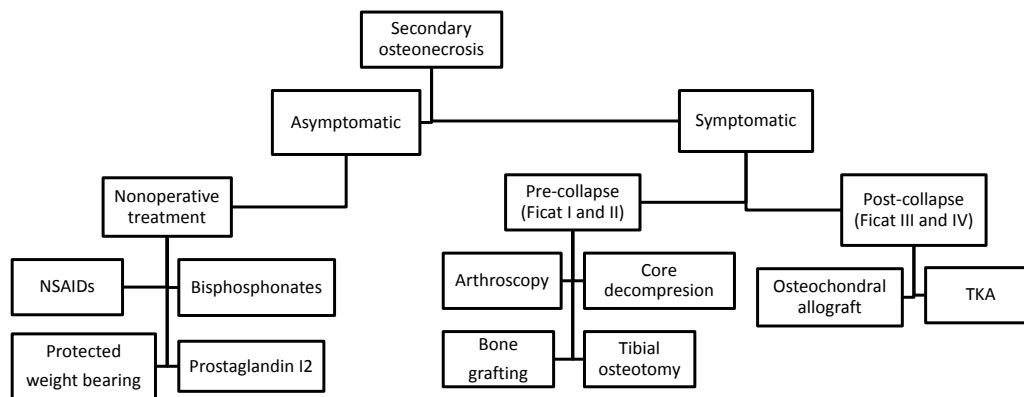 Secondary
osteonecrosis
Asymptomatic
Symptomatic
Nonoperative
treatment
Pre-collapse
(Ficat I and II)
Post-collapse
(Ficat III and IV)
NSAIDs
Bisphosphonates
Arthroscopy
Core
decompresion
Osteochondral
allograft
TKA
Protected
weight bearing
Prostaglandin I2
Bone
grafting
Tibial
osteotomy